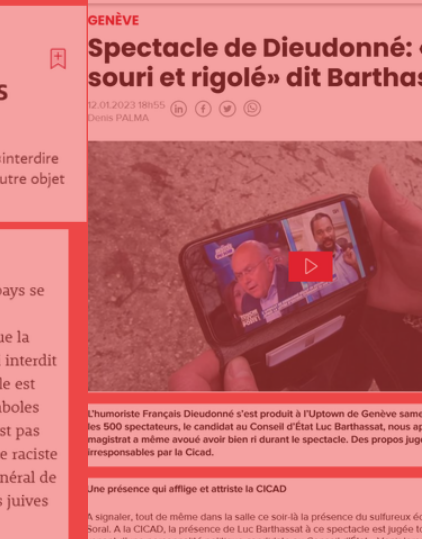 s
interdire
utre objet
pays se
ue la
interdit
le est
nboles
st pas
e raciste
néral de
s juives
GENÈVE
Spectacle de Dieudonné: «
souri et rigolé» dit Barthas
12.01.2023 18h55
Denis PALMA
L'humoriste Français Dieudonné s'est produit à l'Uptown de Genève same
les 500 spectateurs, le candidat au Conseil d'État Luc Barthassat, nous ap
magistrat a même avoué avoir bien ri durant le spectacle. Des propos jug
irresponsables par la Cicad.
Une présence qui afflige et attriste la CICAD
A signaler, tout de même dans la salle ce soir-là la présence du sulfureux éc
Soral. A la CICAD, la présence de Luc Barthassat à ce spectacle est jugée to